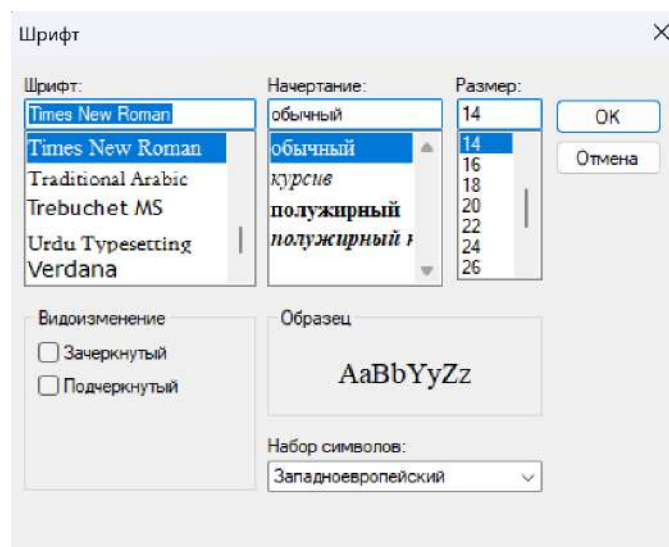 Шрифт
Шрифт:
Times New Roman
Times New Roman
Traditional Arabic
Trebuchet MS
Urdu Typesetting
Verdana
Начертание:
обычный
обычный
курсив
полужирный
полужирный к
Размер:
14
14
16
18
20
22
24
26
OK
Отмена
Видоизменение
Зачеркнутый
Подчеркнутый
Образец
AaBbYyZz
Набор символов:
Западноевропейский